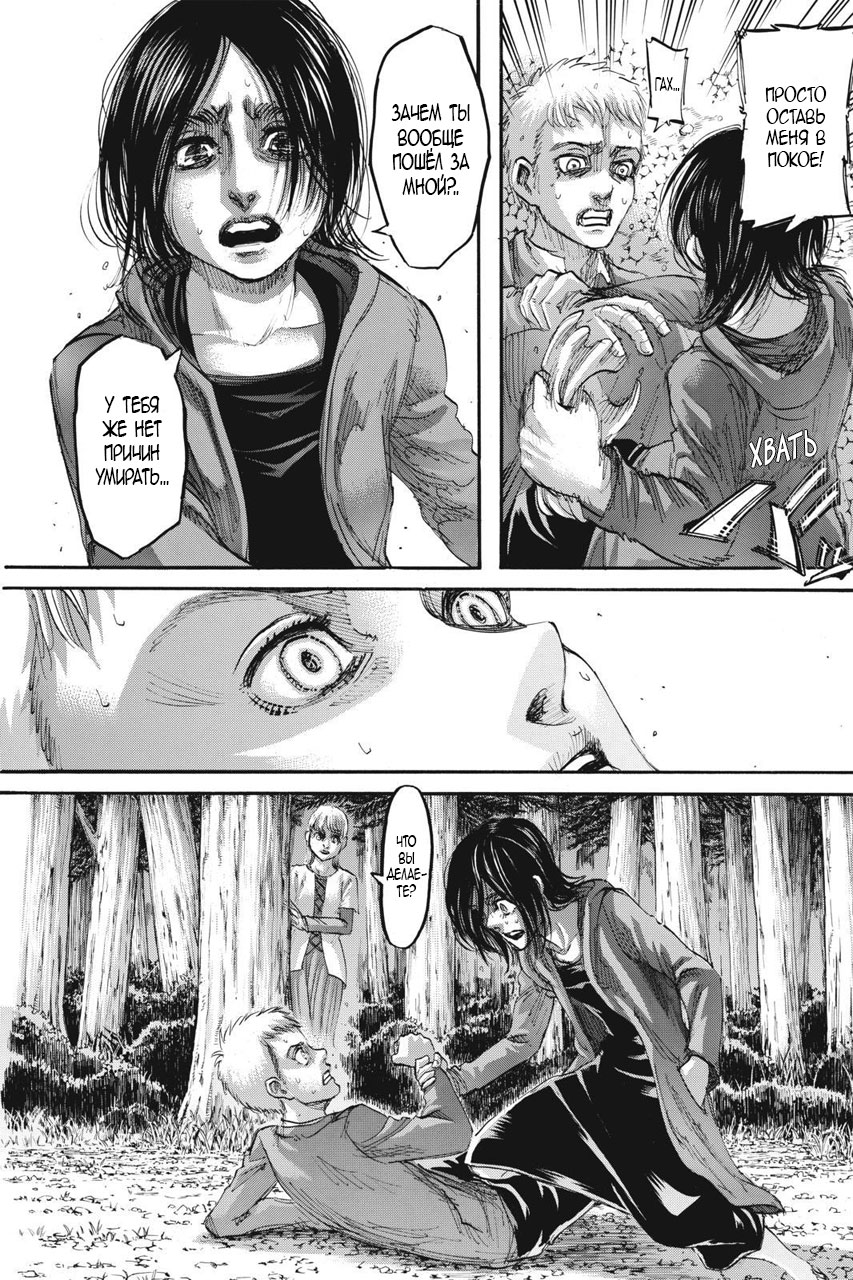 ПРОСТО
ОСТАВЬ
МЕНЯ В
ПОКОЕ!
ГАХ...
ХВАТЬ
ЗАЧЕМ ТЫ
ВООБЩЕ
ПОШЁЛ ЗА
МНОЙ?..
У ТЕБЯ
ЖЕ НЕТ
ПРИЧИН
УМИРАТЬ...
ЧТО
ВЫ
ДЕЛАЕ-
ТЕ?